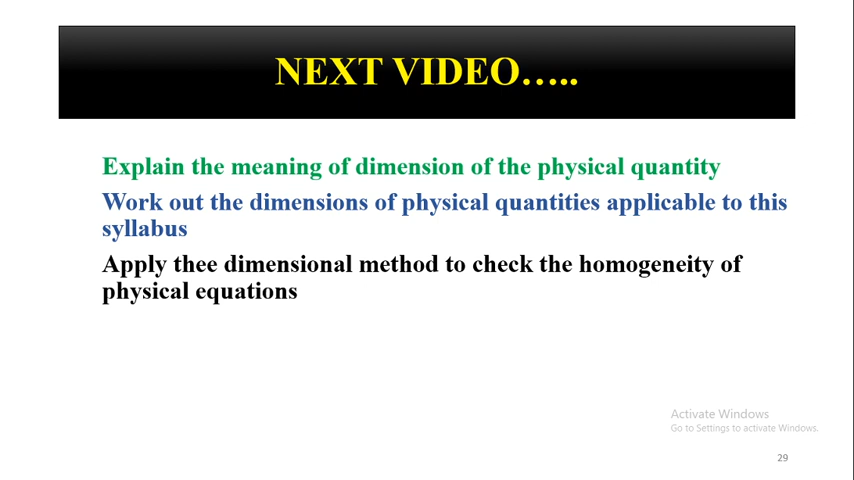 NEXT VIDEO…..
Explain the meaning of dimension of the physical quantity
Work out the dimensions of physical quantities applicable to this
syllabus
Apply thee dimensional method to check the homogeneity of
physical equations
Activate Windows
Go to Settings to activate Windows.
29